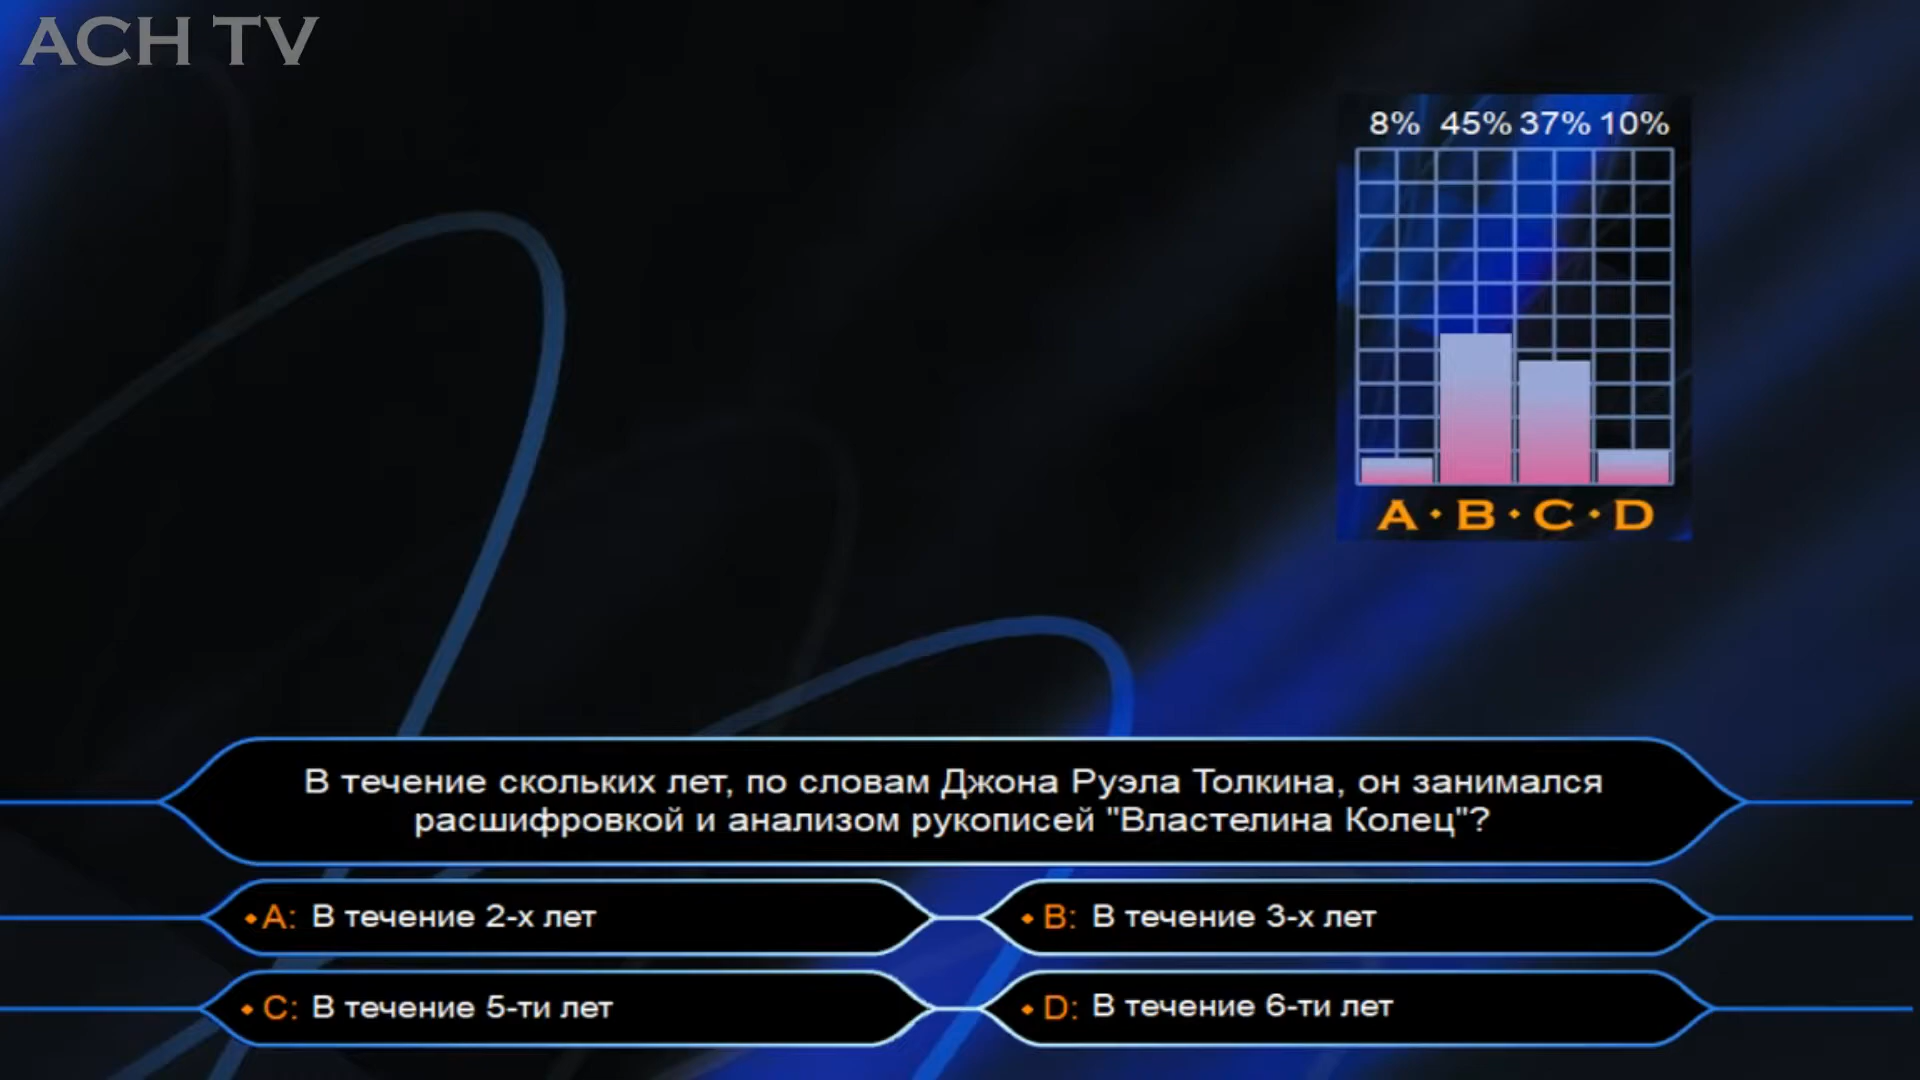 ACH TV
8% 45% 37% 10%
A · B · C · D
В течение скольких лет, по словам Джона Руэла Толкина, он занимался
расшифровкой и анализом рукописей "Властелина Колец"?
A: В течение 2-х лет
B: В течение 3-х лет
C: В течение 5-ти лет
D: В течение 6-ти лет